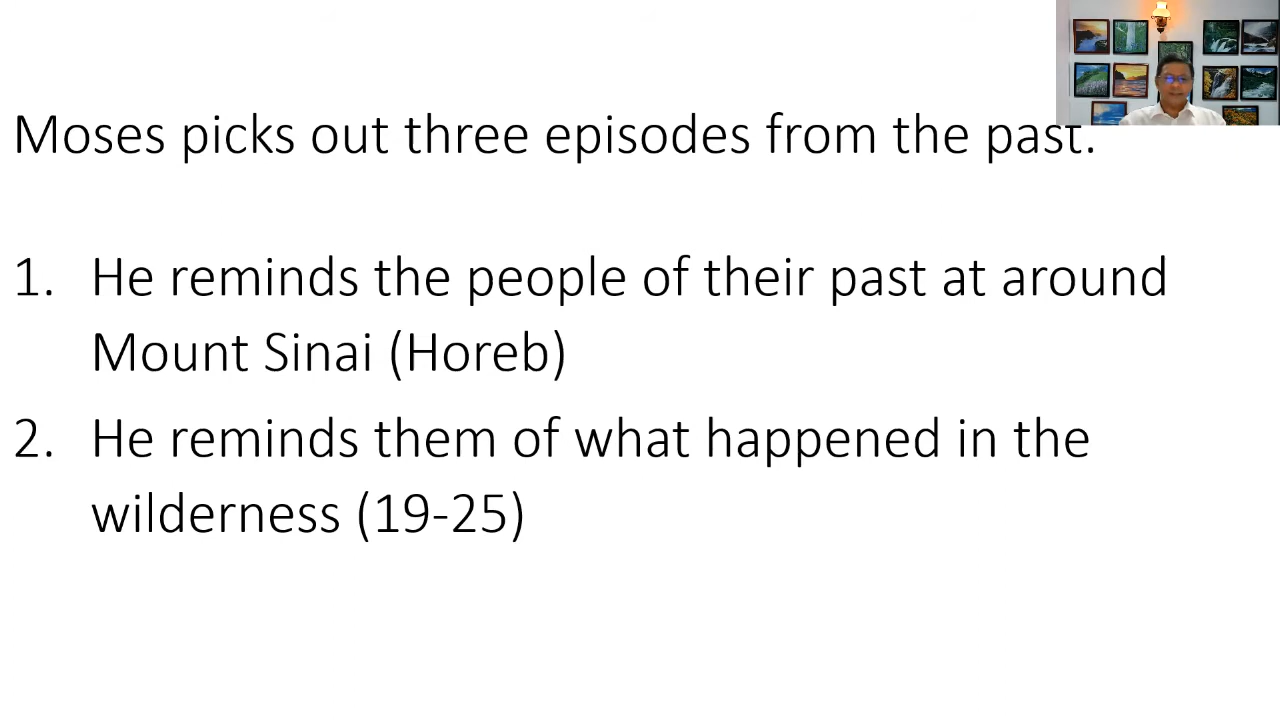 Moses picks out three episodes from the past.
1. He reminds the people of their past at around
Mount Sinai (Horeb)
2. He reminds them of what happened in the
wilderness (19-25)